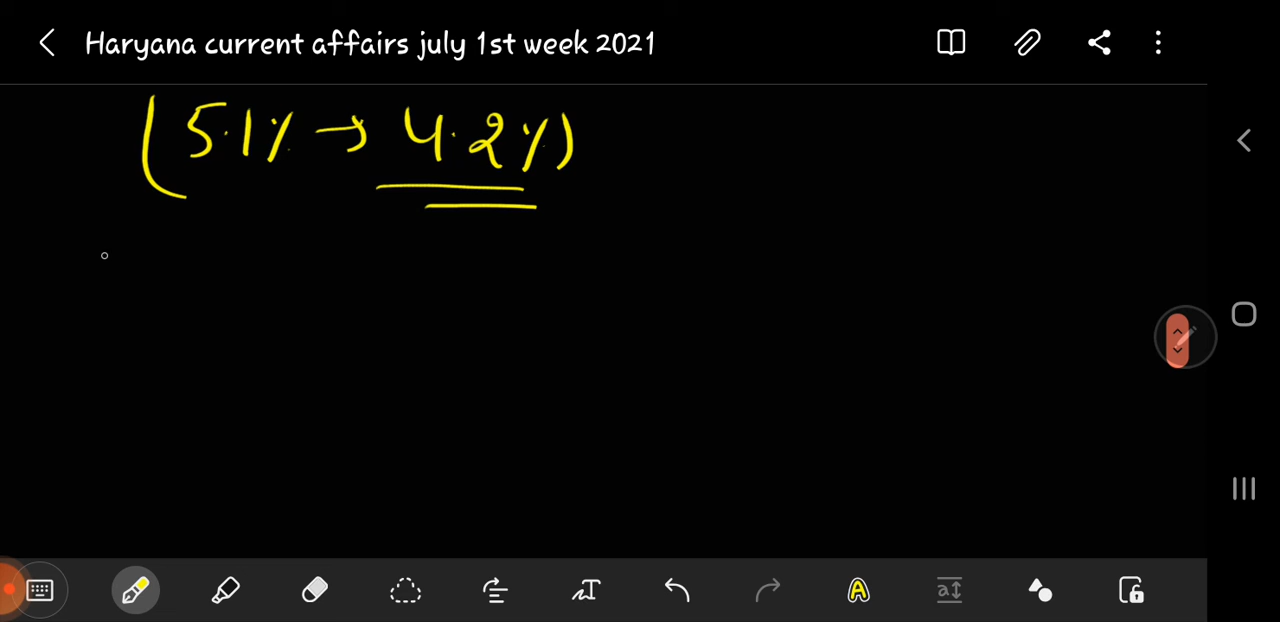 Haryana current affairs july 1st week 2021
(5.1% → 4.2%)